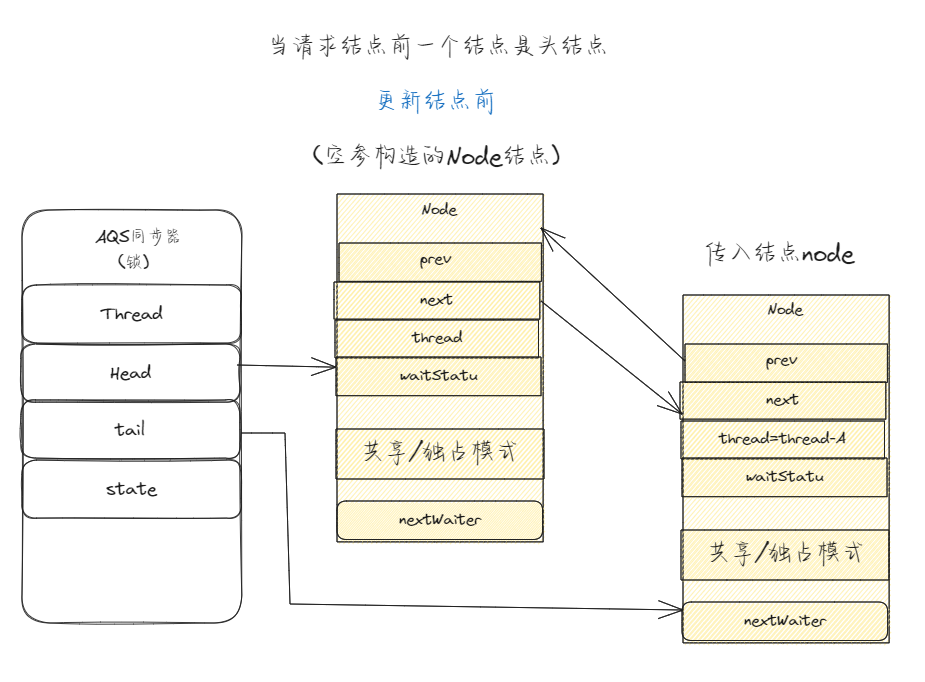 当请求结点前一个结点是头结点
更新结点前
(空参构造的Node结点)
AQS同步器
(锁)
Thread
Head
tail
state
Node
prev
next
thread
waitStatu
共享/独占模式
nextWaiter
传入结点node
Node
prev
next
thread=thread-A
waitStatu
共享/独占模式
nextWaiter